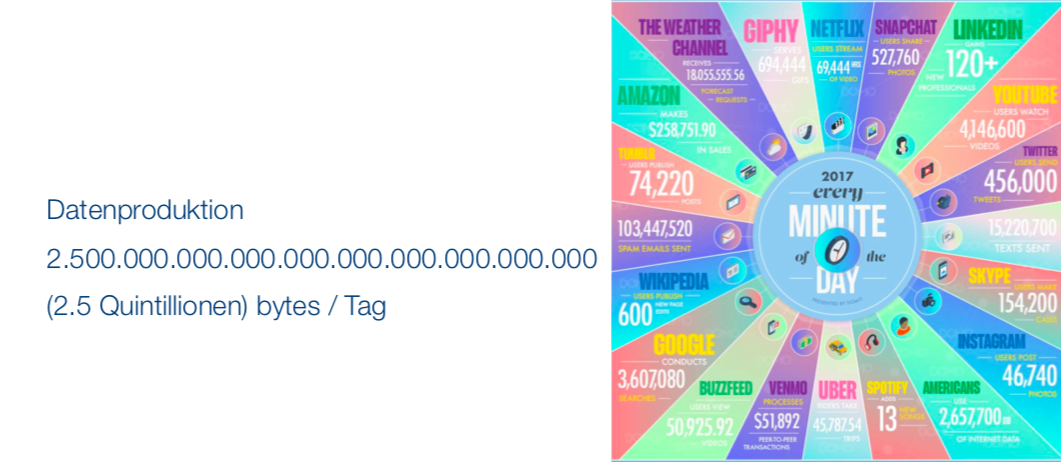 Datenproduktion
2.500.000.000.000.000.000.000.000.000.000
(2.5 Quintillionen) bytes / Tag
THE WEATHER
CHANNEL
RECEIVES
18,055,555.56
FORECAST
REQUESTS
GIPHY
SERVES
694,444
GIFS
NETFLIX
USERS STREAM
69,444 HRS
OF VIDEO
SNAPCHAT
USERS SHARE
527,760
PHOTOS
LINKEDIN
GAINS
120+
NEW
PROFESSIONALS
YOUTUBE
USERS WATCH
4,146,600
VIDEOS
TWITTER
USERS SEND
456,000
TWEETS
15,220,700
TEXTS SENT
SKYPE
USERS MAKE
154,200
CALLS
INSTAGRAM
USERS POST
46,740
PHOTOS
AMERICANS
USE
2,657,700 GB
OF INTERNET DATA
SPOTIFY
ADDS
13 NEW
SONGS
UBER
RIDERS TAKE
45,787.54
TRIPS
VENMO
PROCESSES
$51,892
PEER-TO-PEER
TRANSACTIONS
BUZZFEED
USERS VIEW
50,925.92
VIDEOS
GOOGLE
CONDUCTS
3,607,080
SEARCHES
WIKIPEDIA
USERS PUBLISH
600 NEW PAGE
EDITS
103,447,520
SPAM EMAILS SENT
TUMBLR
USERS PUBLISH
74,220
POSTS
AMAZON
MAKES
$258,751.90
IN SALES
2017
every
MINUTE
of the
DAY
PRESENTED BY DOMO